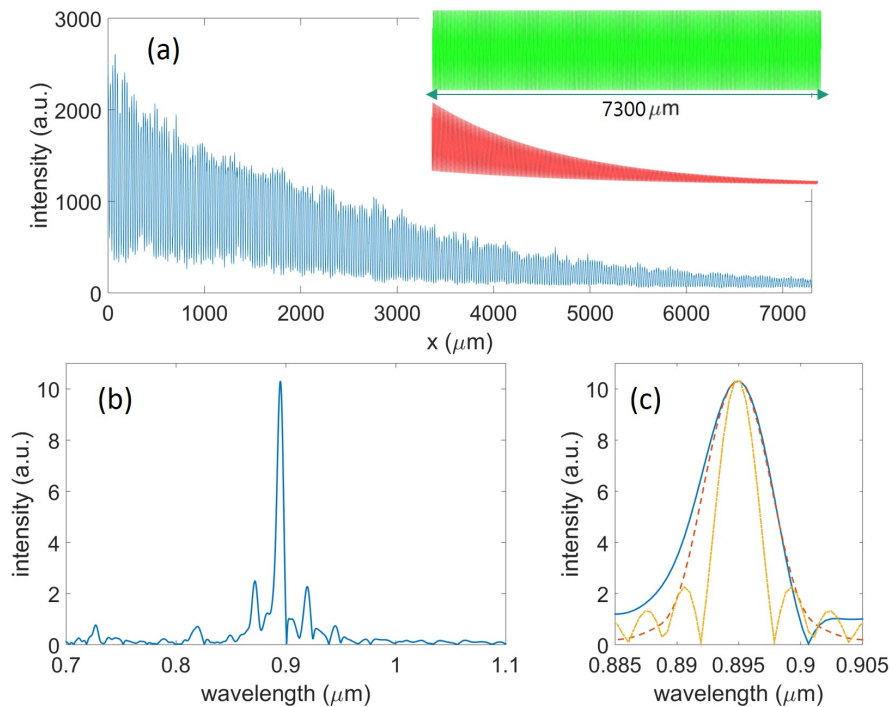 (a)
intensity (a.u.)
3000
2000
1000
0
0 1000 2000 3000 4000 5000 6000 7000
x (μm)
7300 μm
(b)
intensity (a.u.)
10
8
6
4
2
0
0.7 0.8 0.9 1 1.1
wavelength (μm)
(c)
intensity (a.u.)
10
8
6
4
2
0
0.885 0.89 0.895 0.9 0.905
wavelength (μm)